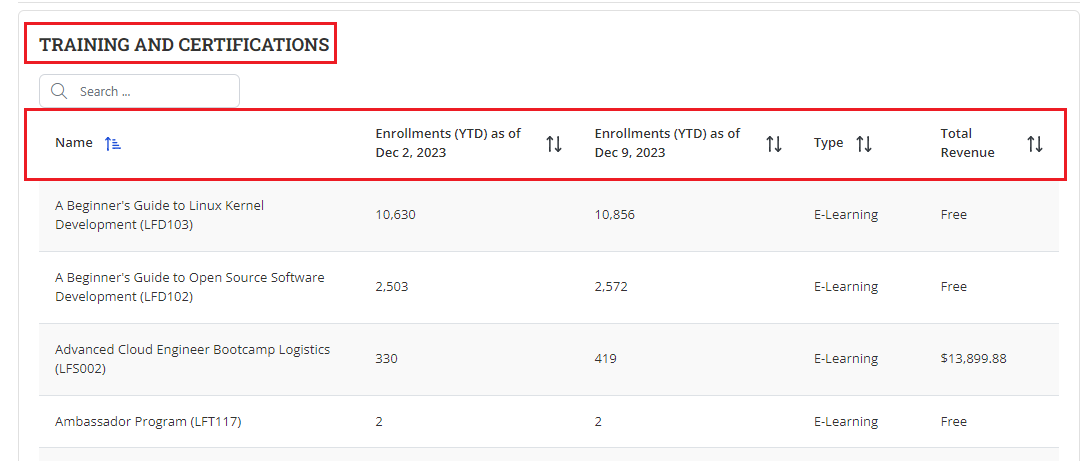 TRAINING AND CERTIFICATIONS
Search ...
Name
Enrollments (YTD) as of
Dec 2, 2023
Enrollments (YTD) as of
Dec 9, 2023
Type
Total
Revenue
A Beginner's Guide to Linux Kernel
Development (LFD103)
10,630
10,856
E-Learning
Free
A Beginner's Guide to Open Source Software
Development (LFD102)
2,503
2,572
E-Learning
Free
Advanced Cloud Engineer Bootcamp Logistics
(LFS002)
330
419
E-Learning
$13,899.88
Ambassador Program (LFT117)
2
2
E-Learning
Free